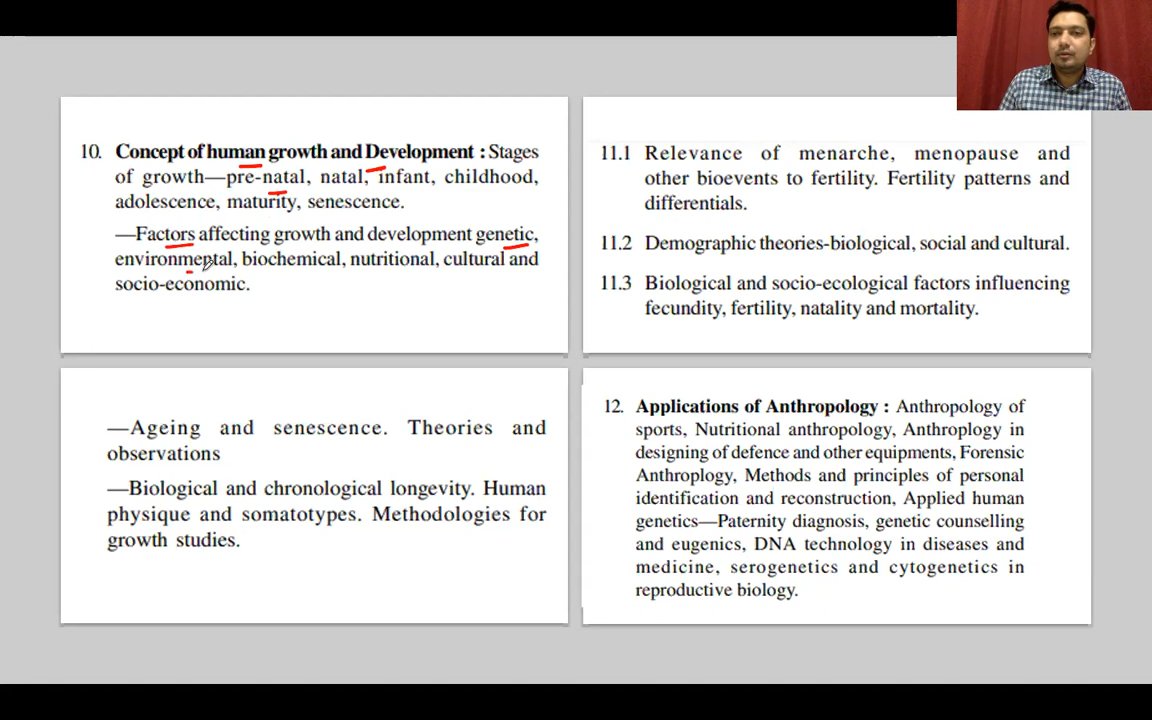 10. Concept of human growth and Development : Stages
of growth—pre-natal, natal, infant, childhood,
adolescence, maturity, senescence.
—Factors affecting growth and development genetic,
environmental, biochemical, nutritional, cultural and
socio-economic.
11.1 Relevance of menarche, menopause and
other bioevents to fertility. Fertility patterns and
differentials.
11.2 Demographic theories-biological, social and cultural.
11.3 Biological and socio-ecological factors influencing
fecundity, fertility, natality and mortality.
—Ageing and senescence. Theories and
observations
—Biological and chronological longevity. Human
physique and somatotypes. Methodologies for
growth studies.
12. Applications of Anthropology : Anthropology of
sports, Nutritional anthropology, Anthroplogy in
designing of defence and other equipments, Forensic
Anthroplogy, Methods and principles of personal
identification and reconstruction, Applied human
genetics—Paternity diagnosis, genetic counselling
and eugenics, DNA technology in diseases and
medicine, serogenetics and cytogenetics in
reproductive biology.